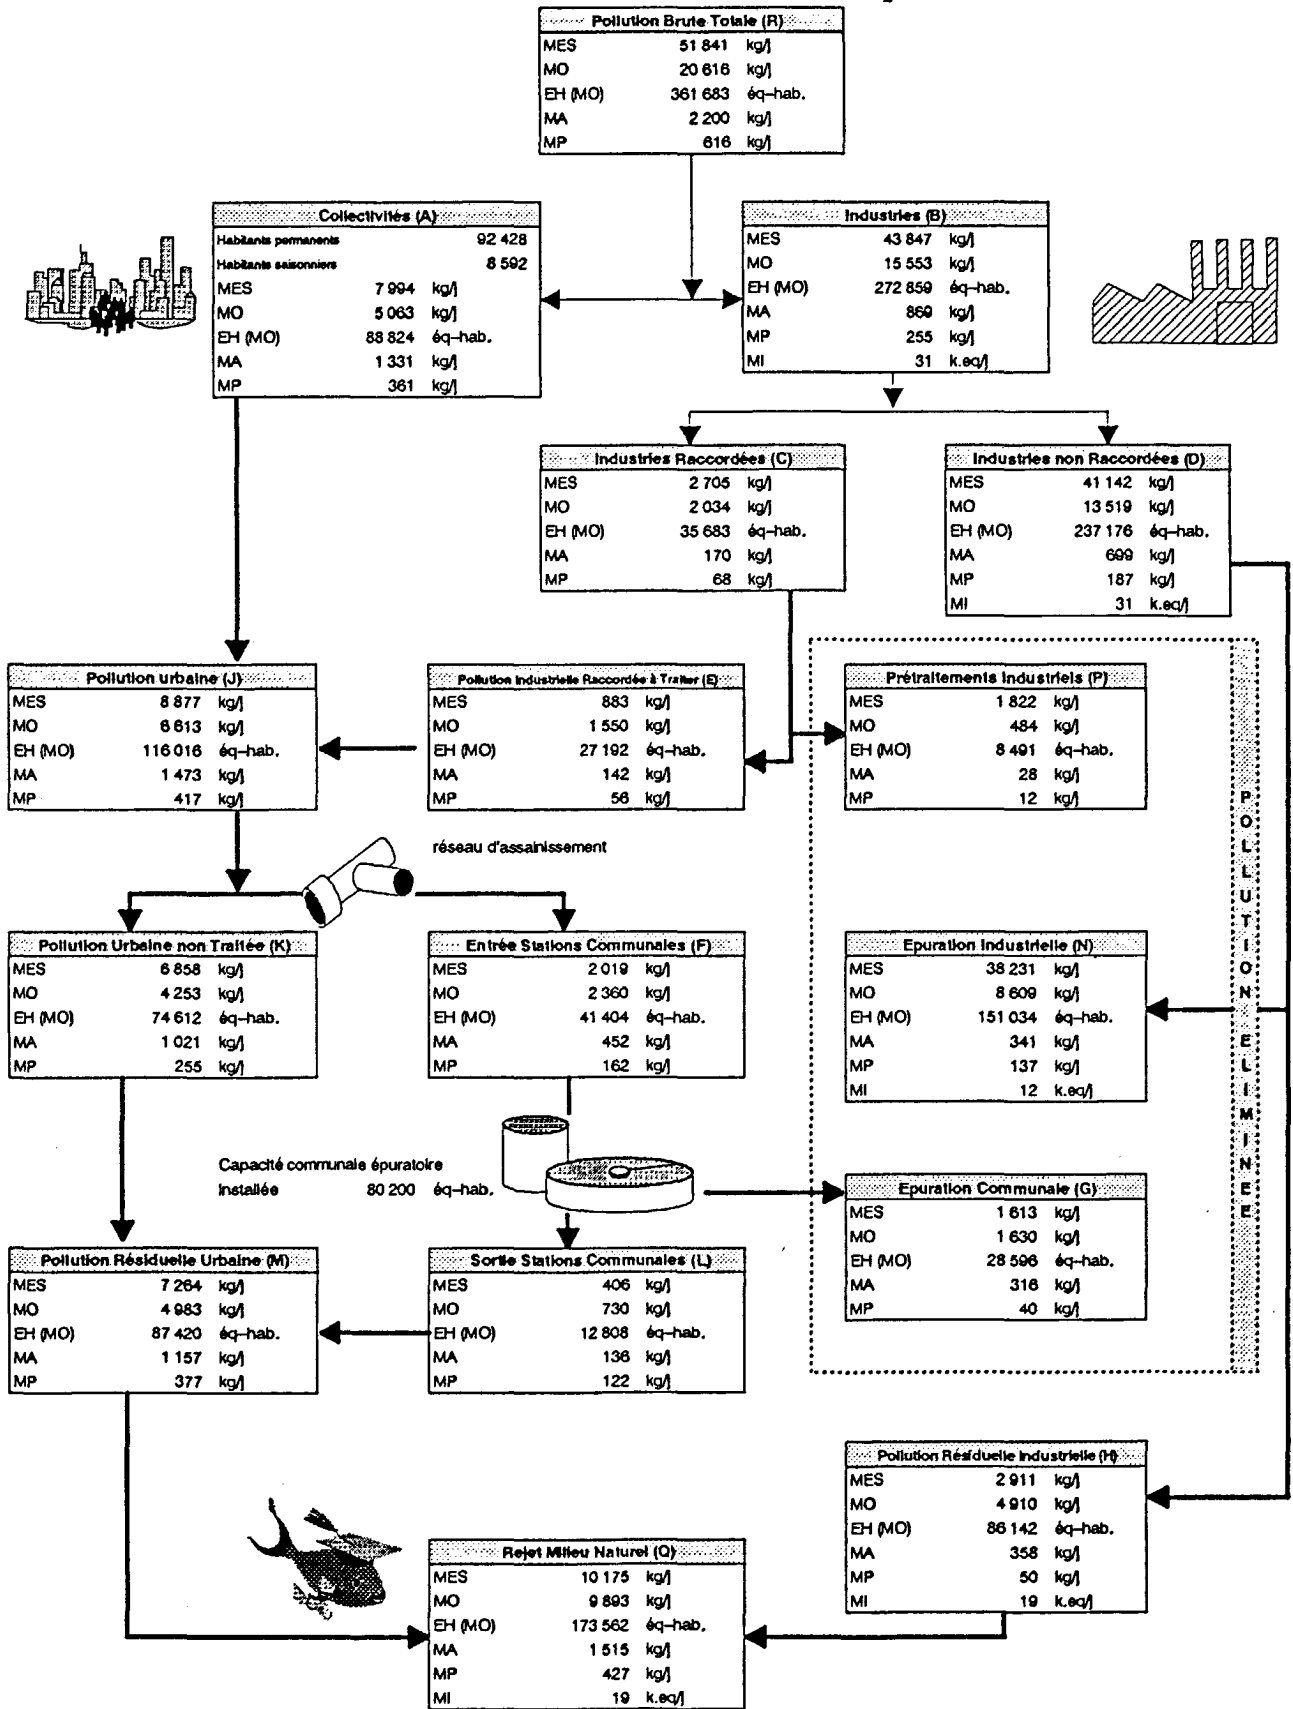 Pollution Brute Totale (R)
MES 51 841 kg/j
MO 20 616 kg/j
EH (MO) 361 683 éq-hab.
MA 2 200 kg/j
MP 616 kg/j
Collectivités (A)
Habitants permanents 92 428
Habitants saisonniers 8 592
MES 7 994 kg/j
MO 5 063 kg/j
EH (MO) 88 824 éq-hab.
MA 1 331 kg/j
MP 361 kg/j
Industries (B)
MES 43 847 kg/j
MO 15 553 kg/j
EH (MO) 272 859 éq-hab.
MA 869 kg/j
MP 255 kg/j
MI 31 k.eq/j
Industries Raccordées (C)
MES 2 705 kg/j
MO 2 034 kg/j
EH (MO) 35 683 éq-hab.
MA 170 kg/j
MP 68 kg/j
Industries non Raccordées (D)
MES 41 142 kg/j
MO 13 519 kg/j
EH (MO) 237 176 éq-hab.
MA 699 kg/j
MP 187 kg/j
MI 31 k.eq/j
Pollution urbaine (J)
MES 8 877 kg/j
MO 6 613 kg/j
EH (MO) 116 016 éq-hab.
MA 1 473 kg/j
MP 417 kg/j
Pollution Industrielle Raccordée à Traiter (E)
MES 883 kg/j
MO 1 550 kg/j
EH (MO) 27 192 éq-hab.
MA 142 kg/j
MP 56 kg/j
Prétraitements Industriels (P)
MES 1 822 kg/j
MO 484 kg/j
EH (MO) 8 491 éq-hab.
MA 28 kg/j
MP 12 kg/j
POLLUTION ELIMINEE
réseau d'assainissement
Pollution Urbaine non Traitée (K)
MES 6 858 kg/j
MO 4 253 kg/j
EH (MO) 74 612 éq-hab.
MA 1 021 kg/j
MP 255 kg/j
Entrée Stations Communales (F)
MES 2 019 kg/j
MO 2 360 kg/j
EH (MO) 41 404 éq-hab.
MA 452 kg/j
MP 162 kg/j
Epuration Industrielle (N)
MES 38 231 kg/j
MO 8 609 kg/j
EH (MO) 151 034 éq-hab.
MA 341 kg/j
MP 137 kg/j
MI 12 k.eq/j
Capacité communale épuratoire
installée 80 200 éq-hab.
Epuration Communale (G)
MES 1 613 kg/j
MO 1 630 kg/j
EH (MO) 28 596 éq-hab.
MA 316 kg/j
MP 40 kg/j
Pollution Résiduelle Urbaine (M)
MES 7 264 kg/j
MO 4 983 kg/j
EH (MO) 87 420 éq-hab.
MA 1 157 kg/j
MP 377 kg/j
Sortie Stations Communales (L)
MES 406 kg/j
MO 730 kg/j
EH (MO) 12 808 éq-hab.
MA 136 kg/j
MP 122 kg/j
Pollution Résiduelle Industrielle (H)
MES 2 911 kg/j
MO 4 910 kg/j
EH (MO) 86 142 éq-hab.
MA 358 kg/j
MP 50 kg/j
MI 19 k.eq/j
Rejet Milieu Naturel (Q)
MES 10 175 kg/j
MO 9 893 kg/j
EH (MO) 173 562 éq-hab.
MA 1 515 kg/j
MP 427 kg/j
MI 19 k.eq/j